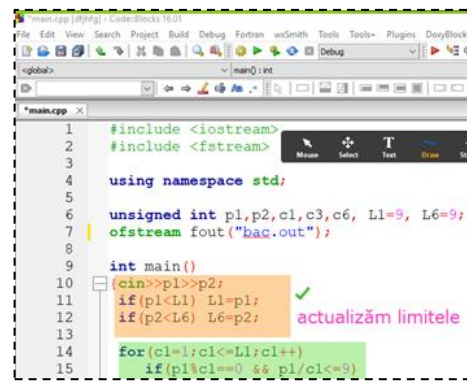 *main.cpp [dfjhfg] - Code::Blocks 16.01
File Edit View Search Project Build Debug Fortran wxSmith Tools Tools+ Plugins DoxyBlocks
Debug
<global> main() : int
*main.cpp ×
1 #include <iostream>
2 #include <fstream>
Mouse Select Text Draw
3
4 using namespace std;
5
6 unsigned int p1,p2,c1,c3,c6, L1=9, L6=9;
7 ofstream fout("bac.out");
8
9 int main()
10 {cin>>p1>>p2;
11 if(p1<L1) L1=p1;
12 if(p2<L6) L6=p2; actualizăm limitele
13
14 for(c1=1;c1<=L1;c1++)
15 if(p1%c1==0 && p1/c1<=9)